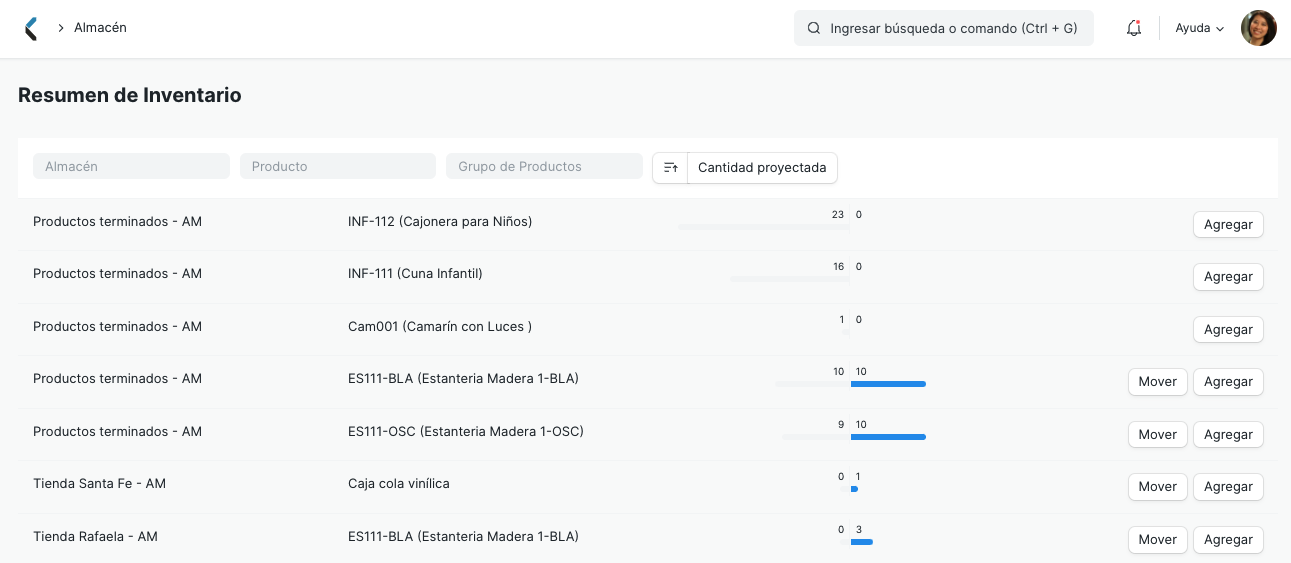 Almacén
Ingresar búsqueda o comando (Ctrl + G)
Ayuda
Resumen de Inventario
Almacén Producto Grupo de Productos Cantidad proyectada
Productos terminados - AM INF-112 (Cajonera para Niños) 23 0 Agregar
Productos terminados - AM INF-111 (Cuna Infantil) 16 0 Agregar
Productos terminados - AM Cam001 (Camarín con Luces ) 1 0 Agregar
Productos terminados - AM ES111-BLA (Estanteria Madera 1-BLA) 10 10 Mover Agregar
Productos terminados - AM ES111-OSC (Estanteria Madera 1-OSC) 9 10 Mover Agregar
Tienda Santa Fe - AM Caja cola vinílica 0 1 Mover Agregar
Tienda Rafaela - AM ES111-BLA (Estanteria Madera 1-BLA) 0 3 Mover Agregar